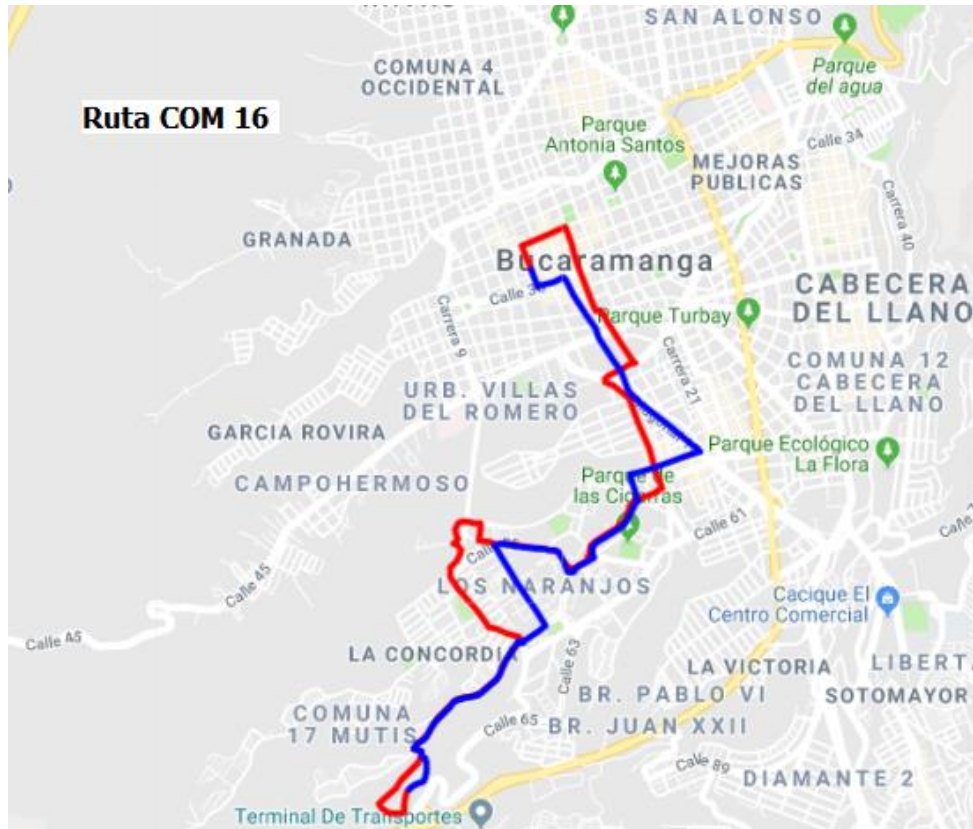 SAN ALONSO
COMUNA 4
OCCIDENTAL
Parque
del agua
Ruta COM 16
Parque
Antonia Santos
Calle 34
MEJORAS
PUBLICAS
Carrera 40
GRANADA
Bucaramanga
CABECERA
DEL LLANO
Calle
Parque Turbay
Carrera 9
Carrera 21
COMUNA 12
CABECERA
DEL LLANO
URB. VILLAS
DEL ROMERO
GARCIA ROVIRA
Parque Ecológico
La Flora
CAMPOHERMOSO
Parque de
las Cigarras
Calle 61
Calle 45
LOS NARANJOS
Cacique El
Centro Comercial
Calle 45
LA CONCORDIA
Calle 63
LA VICTORIA
LIBERTA
BR. PABLO VI
SOTOMAYOR
COMUNA
17 MUTIS
Calle 65
BR. JUAN XXII
Calle 89
DIAMANTE 2
Terminal De Transportes